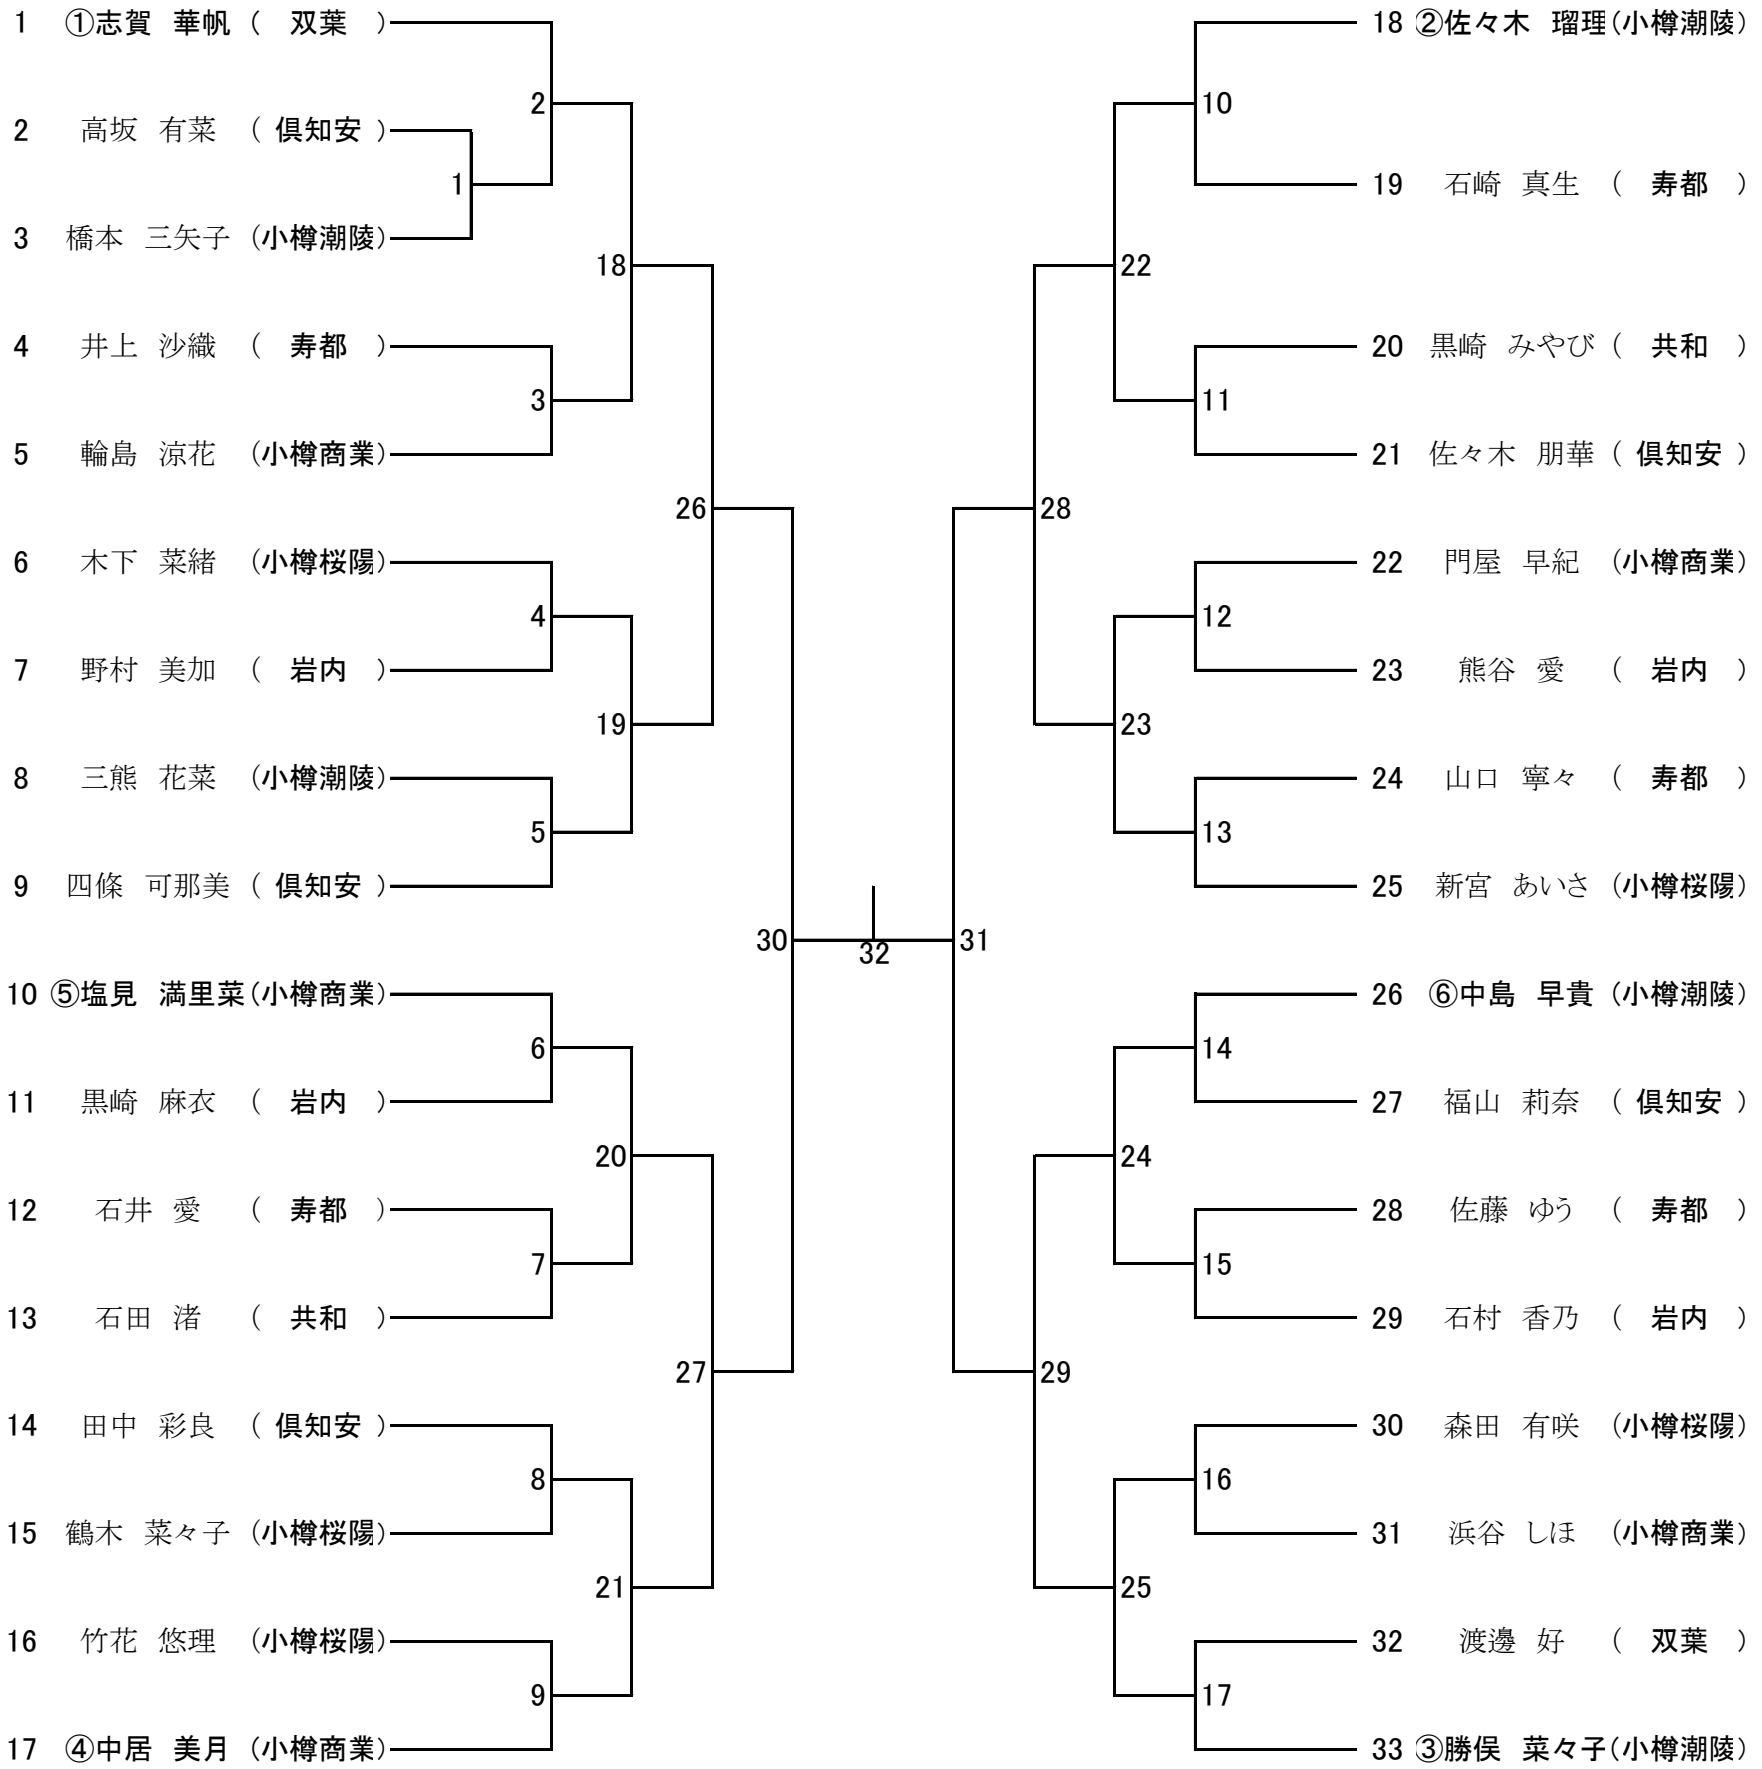 1 ①志賀 華帆 ( 双葉 )
2 高坂 有菜 ( 倶知安 )
3 橋本 三矢子 (小樽潮陵)
4 井上 沙織 ( 寿都 )
5 輪島 涼花 (小樽商業)
6 木下 菜緒 (小樽桜陽)
7 野村 美加 ( 岩内 )
8 三熊 花菜 (小樽潮陵)
9 四條 可那美 ( 倶知安 )
10 ⑤塩見 満里菜(小樽商業)
11 黒崎 麻衣 ( 岩内 )
12 石井 愛 ( 寿都 )
13 石田 渚 ( 共和 )
14 田中 彩良 ( 倶知安 )
15 鶴木 菜々子 (小樽桜陽)
16 竹花 悠理 (小樽桜陽)
17 ④中居 美月 (小樽商業)
1
2
3
4
5
6
7
8
9
18
19
20
21
26
27
30
32
31
28
29
22
23
24
25
10
11
12
13
14
15
16
17
18 ②佐々木 瑠理(小樽潮陵)
19 石崎 真生 ( 寿都 )
20 黒崎 みやび ( 共和 )
21 佐々木 朋華 ( 倶知安 )
22 門屋 早紀 (小樽商業)
23 熊谷 愛 ( 岩内 )
24 山口 寧々 ( 寿都 )
25 新宮 あいさ (小樽桜陽)
26 ⑥中島 早貴 (小樽潮陵)
27 福山 莉奈 ( 倶知安 )
28 佐藤 ゆう ( 寿都 )
29 石村 香乃 ( 岩内 )
30 森田 有咲 (小樽桜陽)
31 浜谷 しほ (小樽商業)
32 渡邊 好 ( 双葉 )
33 ③勝俣 菜々子(小樽潮陵)